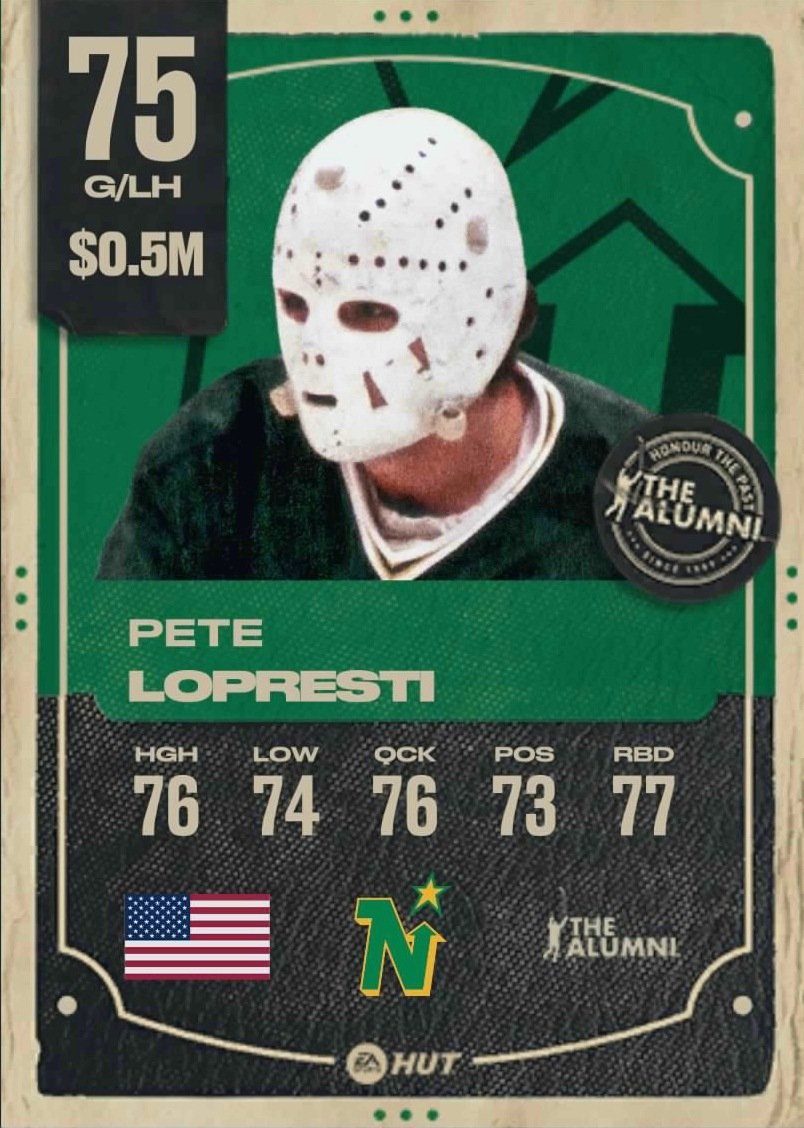 75
G/LH
$0.5M
HONOUR THE PAST
THE
ALUMNI
PETE
LOPRESTI
HGH LOW QCK POS RBD
76 74 76 73 77
N
THE
ALUMNI
EA
HUT